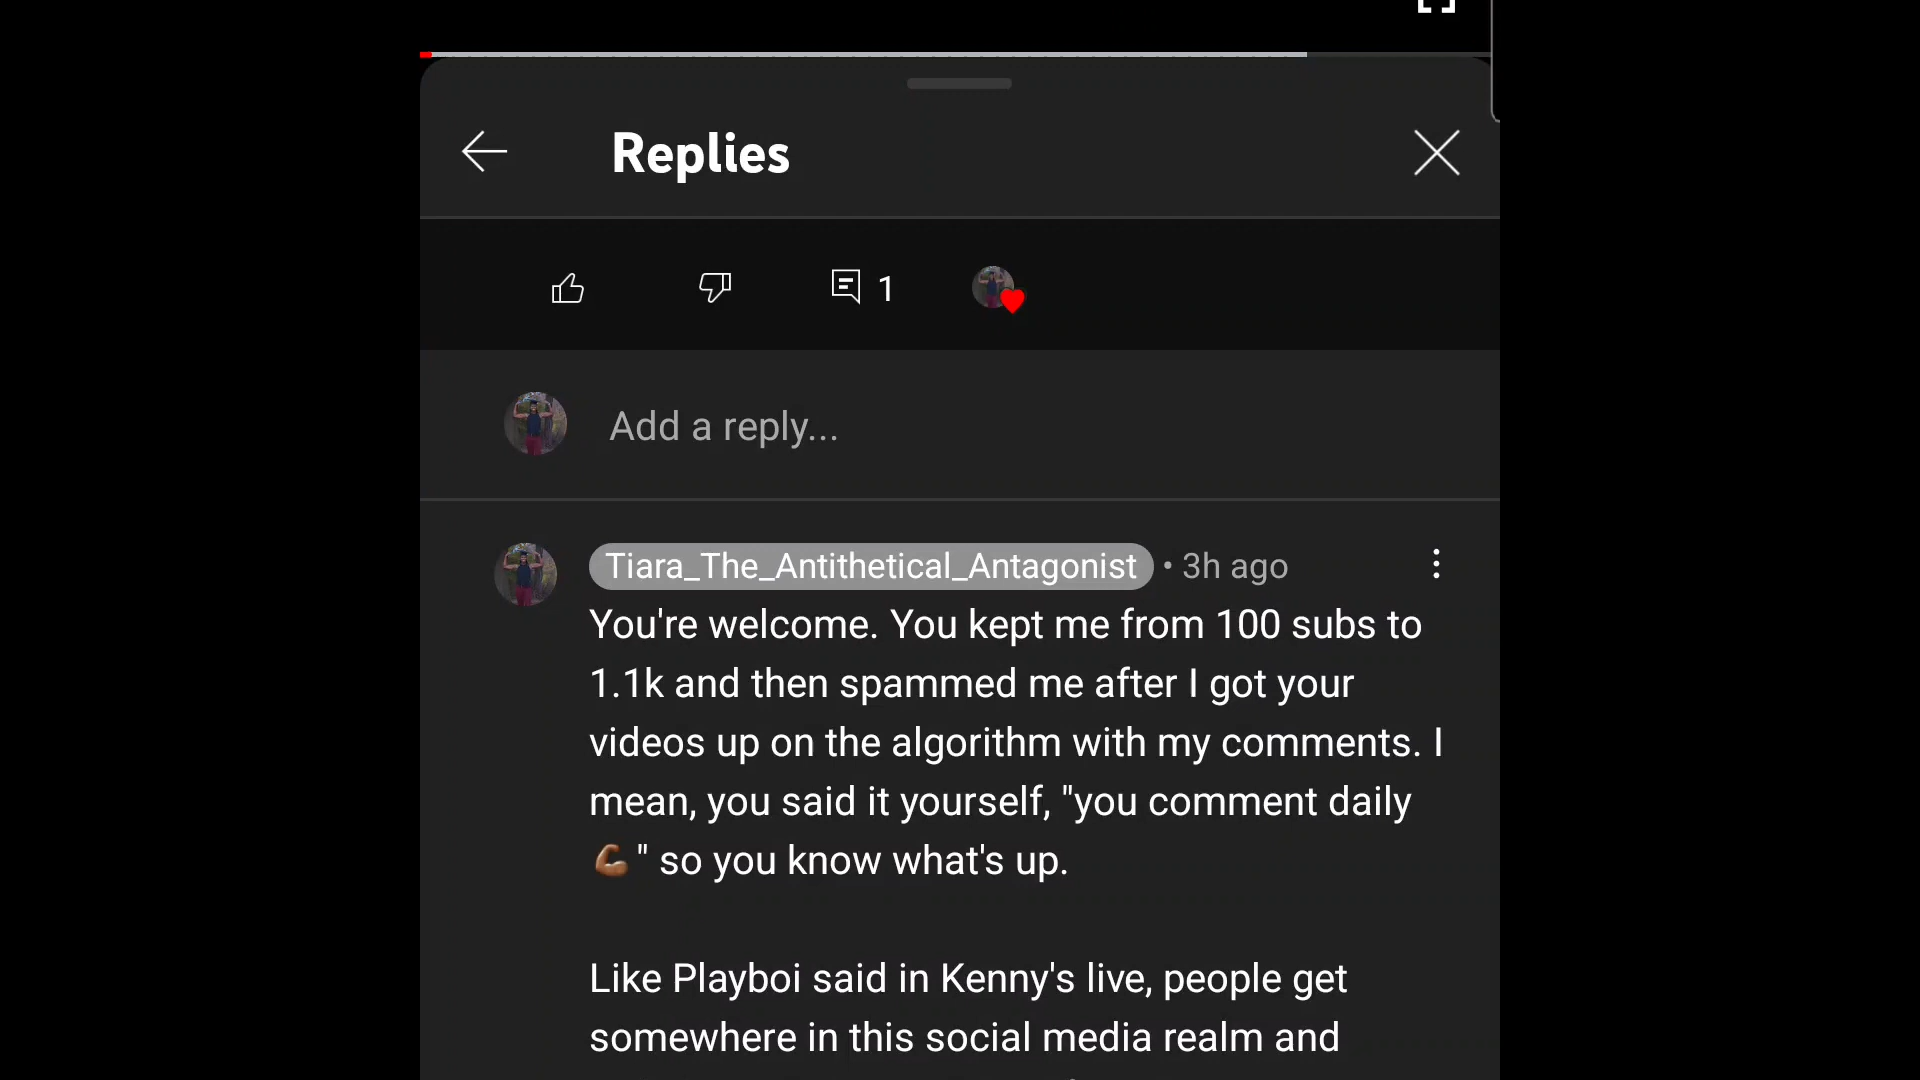 Replies
1
Add a reply...
Tiara_The_Antithetical_Antagonist • 3h ago
You're welcome. You kept me from 100 subs to
1.1k and then spammed me after I got your
videos up on the algorithm with my comments. I
mean, you said it yourself, "you comment daily
💪🏾" so you know what's up.
Like Playboi said in Kenny's live, people get
somewhere in this social media realm and